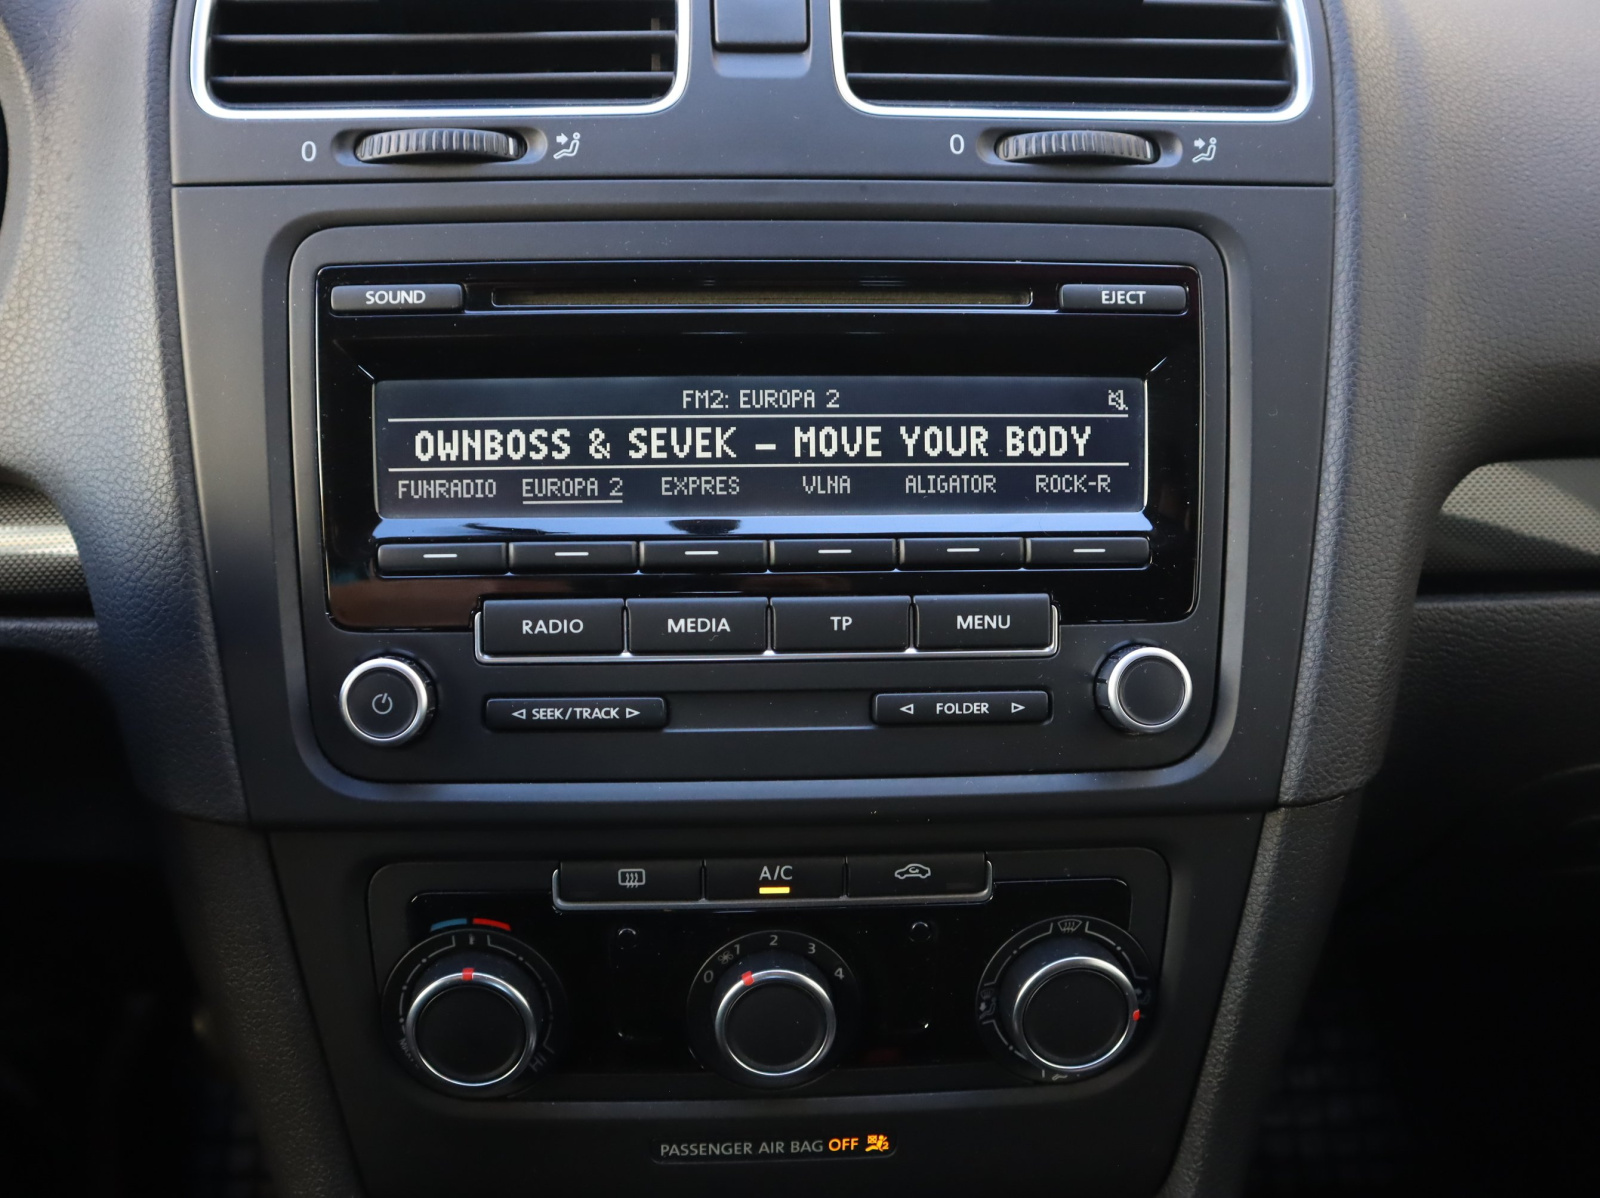 0 0
SOUND EJECT
FM2: EUROPA 2
OWNBOSS & SEVEK – MOVE YOUR BODY
FUNRADIO EUROPA 2 EXPRES VLNA ALIGATOR ROCK-R
RADIO MEDIA TP MENU
SEEK/TRACK FOLDER
A/C
0 1 2 3 4
HI
PASSENGER AIR BAG OFF